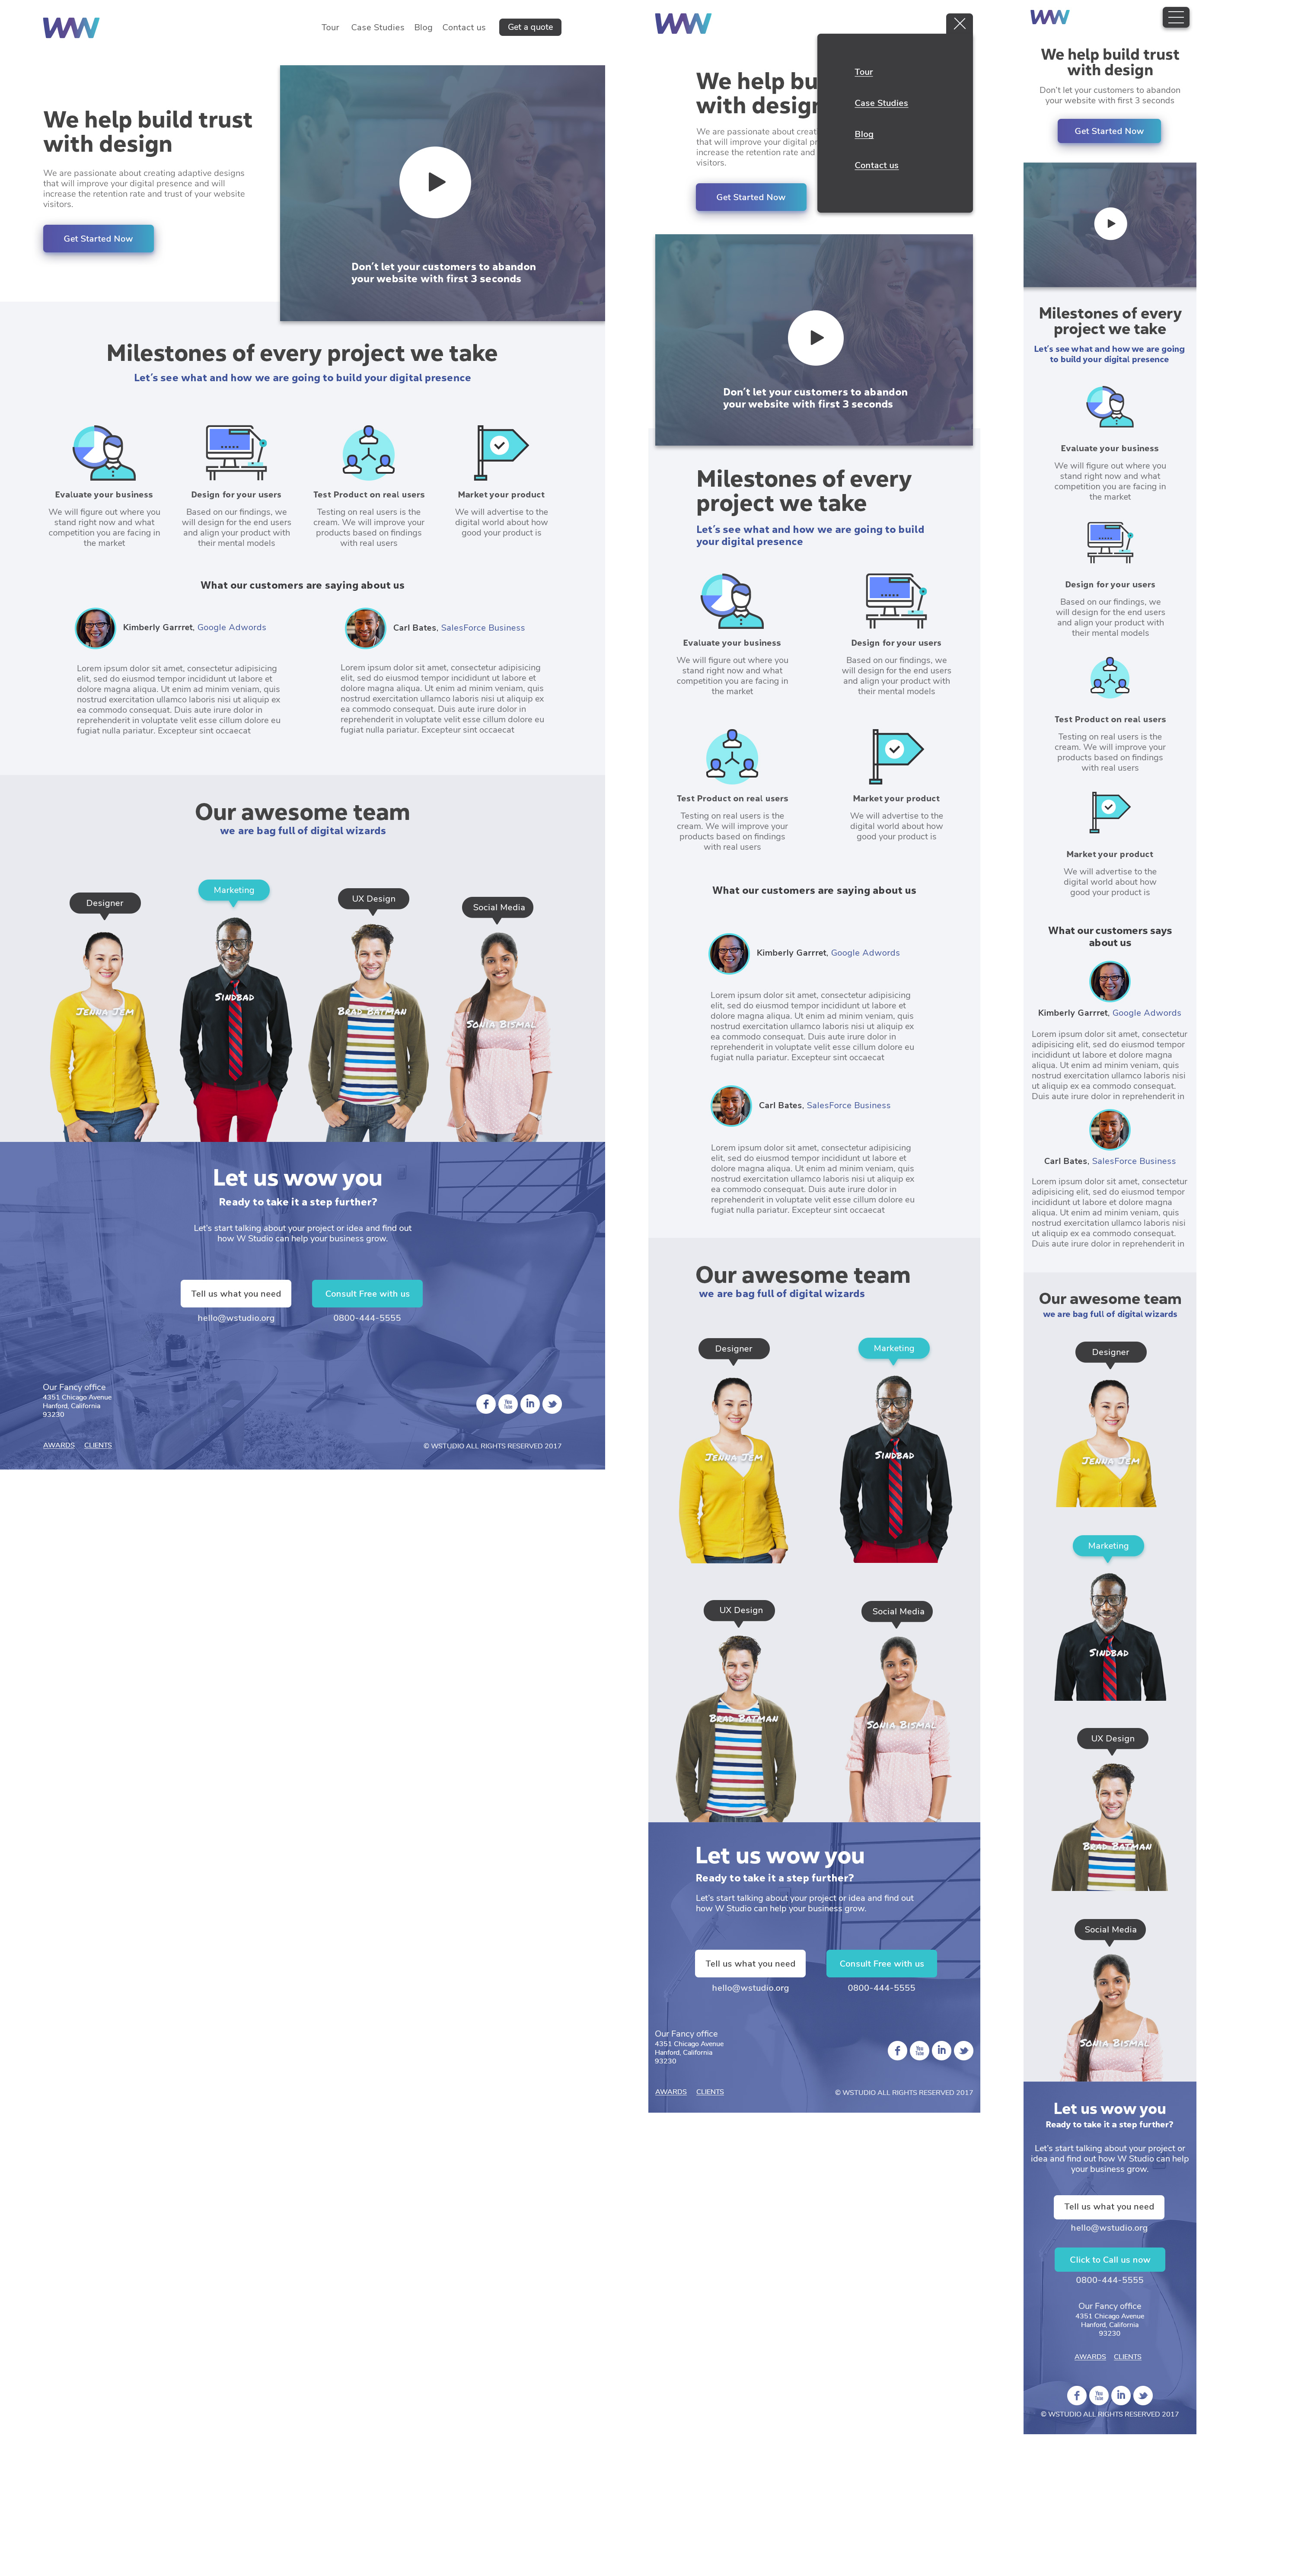 W
Tour Case Studies Blog Contact us Get a quote
We help build trust
with design
We are passionate about creating adaptive designs
that will improve your digital presence and will
increase the retention rate and trust of your website
visitors.
Get Started Now
Don't let your customers to abandon
your website with first 3 seconds
Milestones of every project we take
Let's see what and how we are going to build your digital presence
Evaluate your business
We will figure out where you
stand right now and what
competition you are facing in
the market
Design for your users
Based on our findings, we
will design for the end users
and align your product with
their mental models
Test Product on real users
Testing on real users is the
cream. We will improve your
products based on findings
with real users
Market your product
We will advertise to the
digital world about how
good your product is
What our customers are saying about us
Kimberly Garrret, Google Adwords
Lorem ipsum dolor sit amet, consectetur adipisicing
elit, sed do eiusmod tempor incididunt ut labore et
dolore magna aliqua. Ut enim ad minim veniam, quis
nostrud exercitation ullamco laboris nisi ut aliquip ex
ea commodo consequat. Duis aute irure dolor in
reprehenderit in voluptate velit esse cillum dolore eu
fugiat nulla pariatur. Excepteur sint occaecat
Carl Bates, SalesForce Business
Lorem ipsum dolor sit amet, consectetur adipisicing
elit, sed do eiusmod tempor incididunt ut labore et
dolore magna aliqua. Ut enim ad minim veniam, quis
nostrud exercitation ullamco laboris nisi ut aliquip ex
ea commodo consequat. Duis aute irure dolor in
reprehenderit in voluptate velit esse cillum dolore eu
fugiat nulla pariatur. Excepteur sint occaecat
Our awesome team
we are bag full of digital wizards
Designer
Jenna Jem
Marketing
Sindbad
UX Design
Brad Batman
Social Media
Sonia Bismal
Let us wow you
Ready to take it a step further?
Let's start talking about your project or idea and find out
how W Studio can help your business grow.
Tell us what you need
hello@wstudio.org
Consult Free with us
0800-444-5555
Our Fancy office
4351 Chicago Avenue
Hanford, California
93230
f You Tube in
AWARDS CLIENTS
© WSTUDIO ALL RIGHTS RESERVED 2017
W
We help bu
with design
We are passionate about creat
that will improve your digital pr
increase the retention rate and
visitors.
Get Started Now
Tour
Case Studies
Blog
Contact us
Don't let your customers to abandon
your website with first 3 seconds
Milestones of every
project we take
Let's see what and how we are going to build
your digital presence
Evaluate your business
We will figure out where you
stand right now and what
competition you are facing in
the market
Design for your users
Based on our findings, we
will design for the end users
and align your product with
their mental models
Test Product on real users
Testing on real users is the
cream. We will improve your
products based on findings
with real users
Market your product
We will advertise to the
digital world about how
good your product is
What our customers are saying about us
Kimberly Garrret, Google Adwords
Lorem ipsum dolor sit amet, consectetur adipisicing
elit, sed do eiusmod tempor incididunt ut labore et
dolore magna aliqua. Ut enim ad minim veniam, quis
nostrud exercitation ullamco laboris nisi ut aliquip ex
ea commodo consequat. Duis aute irure dolor in
reprehenderit in voluptate velit esse cillum dolore eu
fugiat nulla pariatur. Excepteur sint occaecat
Carl Bates, SalesForce Business
Lorem ipsum dolor sit amet, consectetur adipisicing
elit, sed do eiusmod tempor incididunt ut labore et
dolore magna aliqua. Ut enim ad minim veniam, quis
nostrud exercitation ullamco laboris nisi ut aliquip ex
ea commodo consequat. Duis aute irure dolor in
reprehenderit in voluptate velit esse cillum dolore eu
fugiat nulla pariatur. Excepteur sint occaecat
Our awesome team
we are bag full of digital wizards
Designer
Jenna Jem
Marketing
Sindbad
UX Design
Brad Batman
Social Media
Sonia Bismal
Let us wow you
Ready to take it a step further?
Let's start talking about your project or idea and find out
how W Studio can help your business grow.
Tell us what you need
hello@wstudio.org
Consult Free with us
0800-444-5555
Our Fancy office
4351 Chicago Avenue
Hanford, California
93230
f You Tube in
AWARDS CLIENTS
© WSTUDIO ALL RIGHTS RESERVED 2017
W
We help build trust
with design
Don't let your customers to abandon
your website with first 3 seconds
Get Started Now
Milestones of every
project we take
Let's see what and how we are going
to build your digital presence
Evaluate your business
We will figure out where you
stand right now and what
competition you are facing in
the market
Design for your users
Based on our findings, we
will design for the end users
and align your product with
their mental models
Test Product on real users
Testing on real users is the
cream. We will improve your
products based on findings
with real users
Market your product
We will advertise to the
digital world about how
good your product is
What our customers says
about us
Kimberly Garrret, Google Adwords
Lorem ipsum dolor sit amet, consectetur
adipisicing elit, sed do eiusmod tempor
incididunt ut labore et dolore magna
aliqua. Ut enim ad minim veniam, quis
nostrud exercitation ullamco laboris nisi
ut aliquip ex ea commodo consequat.
Duis aute irure dolor in reprehenderit in
Carl Bates, SalesForce Business
Lorem ipsum dolor sit amet, consectetur
adipisicing elit, sed do eiusmod tempor
incididunt ut labore et dolore magna
aliqua. Ut enim ad minim veniam, quis
nostrud exercitation ullamco laboris nisi
ut aliquip ex ea commodo consequat.
Duis aute irure dolor in reprehenderit in
Our awesome team
we are bag full of digital wizards
Designer
Jenna Jem
Marketing
Sindbad
UX Design
Brad Batman
Social Media
Sonia Bismal
Let us wow you
Ready to take it a step further?
Let's start talking about your project or
idea and find out how W Studio can help
your business grow.
Tell us what you need
hello@wstudio.org
Click to Call us now
0800-444-5555
Our Fancy office
4351 Chicago Avenue
Hanford, California
93230
AWARDS CLIENTS
f You Tube in
© WSTUDIO ALL RIGHTS RESERVED 2017